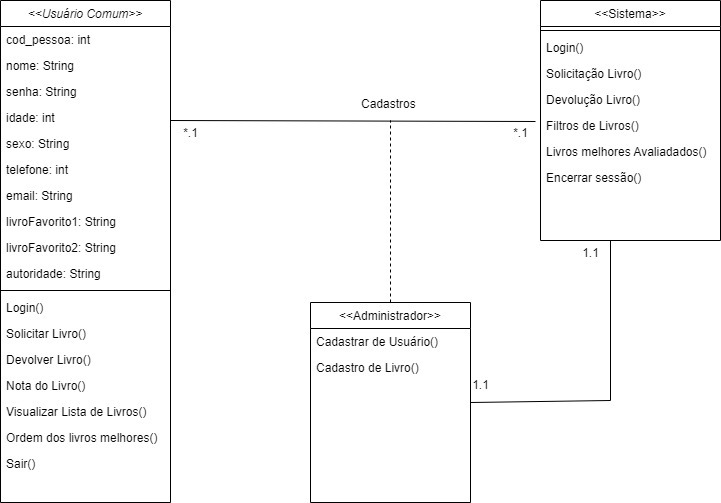 <<Usuário Comum>>
cod_pessoa: int
nome: String
senha: String
idade: int
sexo: String
telefone: int
email: String
livroFavorito1: String
livroFavorito2: String
autoridade: String
Login()
Solicitar Livro()
Devolver Livro()
Nota do Livro()
Visualizar Lista de Livros()
Ordem dos livros melhores()
Sair()
Cadastros
*.1
*.1
<<Sistema>>
Login()
Solicitação Livro()
Devolução Livro()
Filtros de Livros()
Livros melhores Avaliadados()
Encerrar sessão()
1.1
<<Administrador>>
Cadastrar de Usuário()
Cadastro de Livro()
1.1